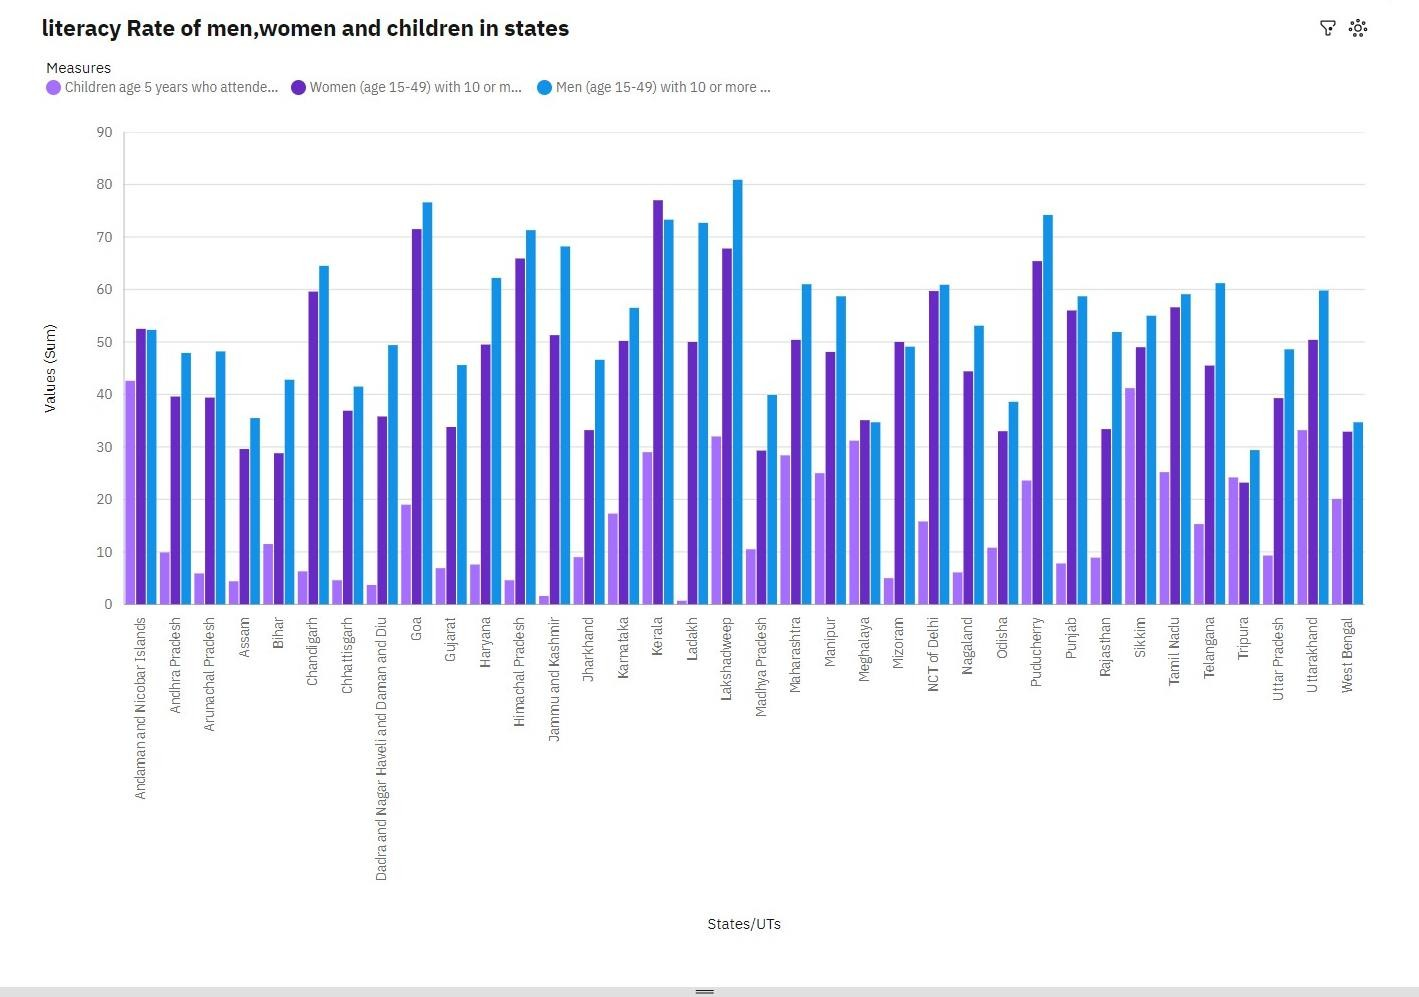 literacy Rate of men,women and children in states
Measures
Children age 5 years who attende...
Women (age 15-49) with 10 or m...
Men (age 15-49) with 10 or more ...
Values (Sum)
90
80
70
60
50
40
30
20
10
0
Andaman and Nicobar Islands
Andhra Pradesh
Arunachal Pradesh
Assam
Bihar
Chandigarh
Chhattisgarh
Dadra and Nagar Haveli and Daman and Diu
Goa
Gujarat
Haryana
Himachal Pradesh
Jammu and Kashmir
Jharkhand
Karnataka
Kerala
Ladakh
Lakshadweep
Madhya Pradesh
Maharashtra
Manipur
Meghalaya
Mizoram
NCT of Delhi
Nagaland
Odisha
Puducherry
Punjab
Rajasthan
Sikkim
Tamil Nadu
Telangana
Tripura
Uttar Pradesh
Uttarakhand
West Bengal
States/UTs